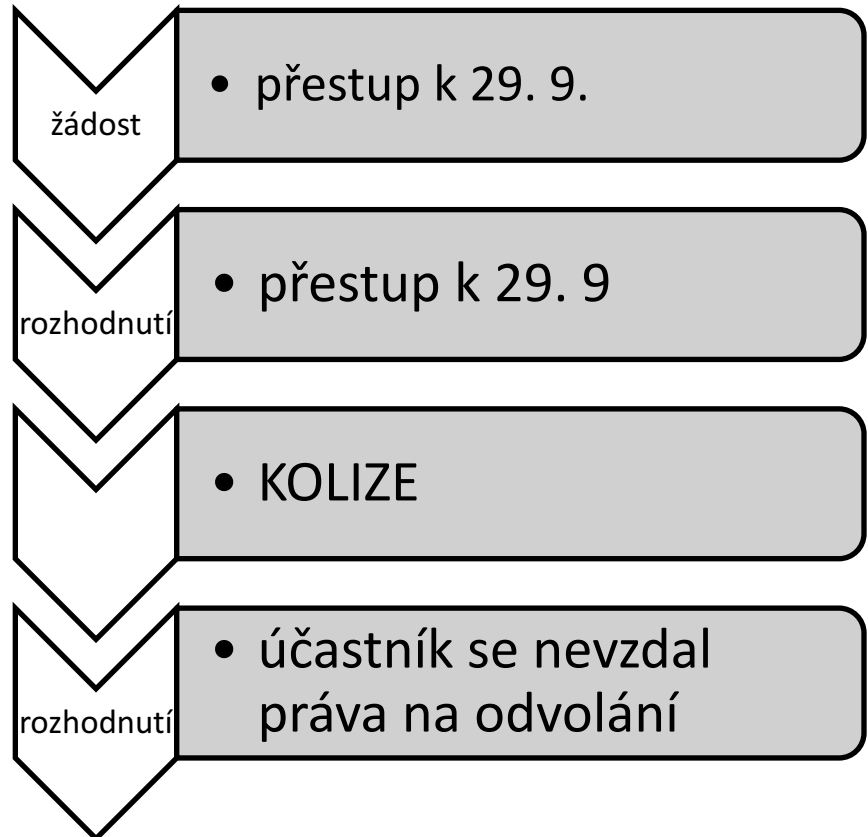 žádost
• přestup k 29. 9.
rozhodnutí
• přestup k 29. 9
• KOLIZE
rozhodnutí
• účastník se nevzdal
práva na odvolání